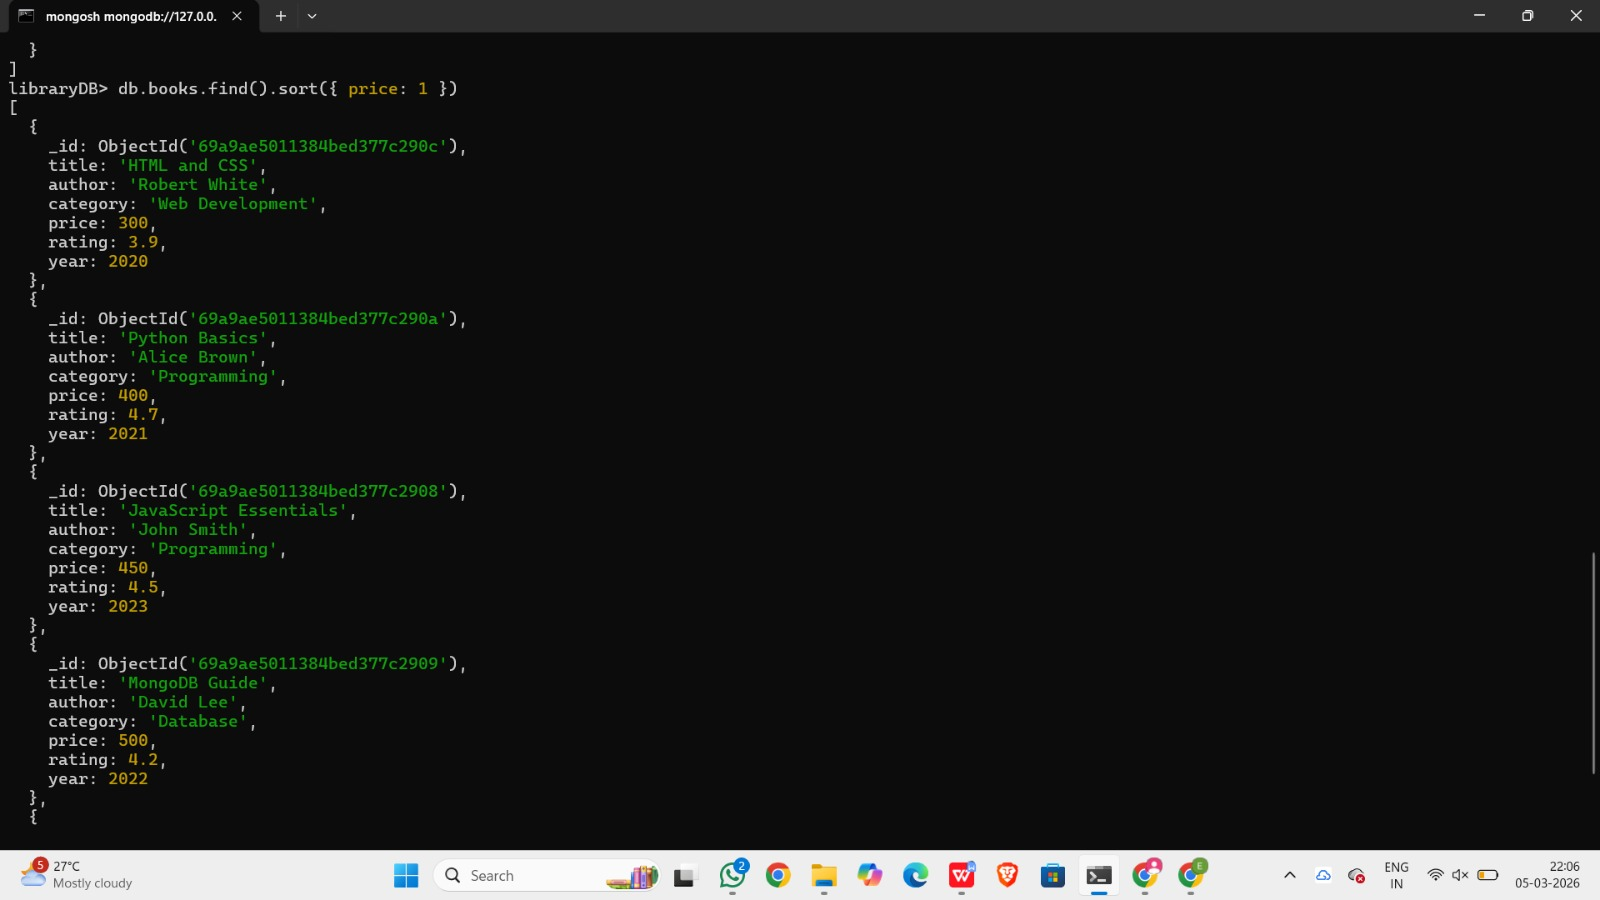 mongosh mongodb://127.0.0.
}
]
libraryDB> db.books.find().sort({ price: 1 })
[
{
_id: ObjectId('69a9ae5011384bed377c290c'),
title: 'HTML and CSS',
author: 'Robert White',
category: 'Web Development',
price: 300,
rating: 3.9,
year: 2020
},
{
_id: ObjectId('69a9ae5011384bed377c290a'),
title: 'Python Basics',
author: 'Alice Brown',
category: 'Programming',
price: 400,
rating: 4.7,
year: 2021
},
{
_id: ObjectId('69a9ae5011384bed377c2908'),
title: 'JavaScript Essentials',
author: 'John Smith',
category: 'Programming',
price: 450,
rating: 4.5,
year: 2023
},
{
_id: ObjectId('69a9ae5011384bed377c2909'),
title: 'MongoDB Guide',
author: 'David Lee',
category: 'Database',
price: 500,
rating: 4.2,
year: 2022
},
{
5
27°C
Mostly cloudy
Search
2
W
E
ENG
IN
22:06
05-03-2026